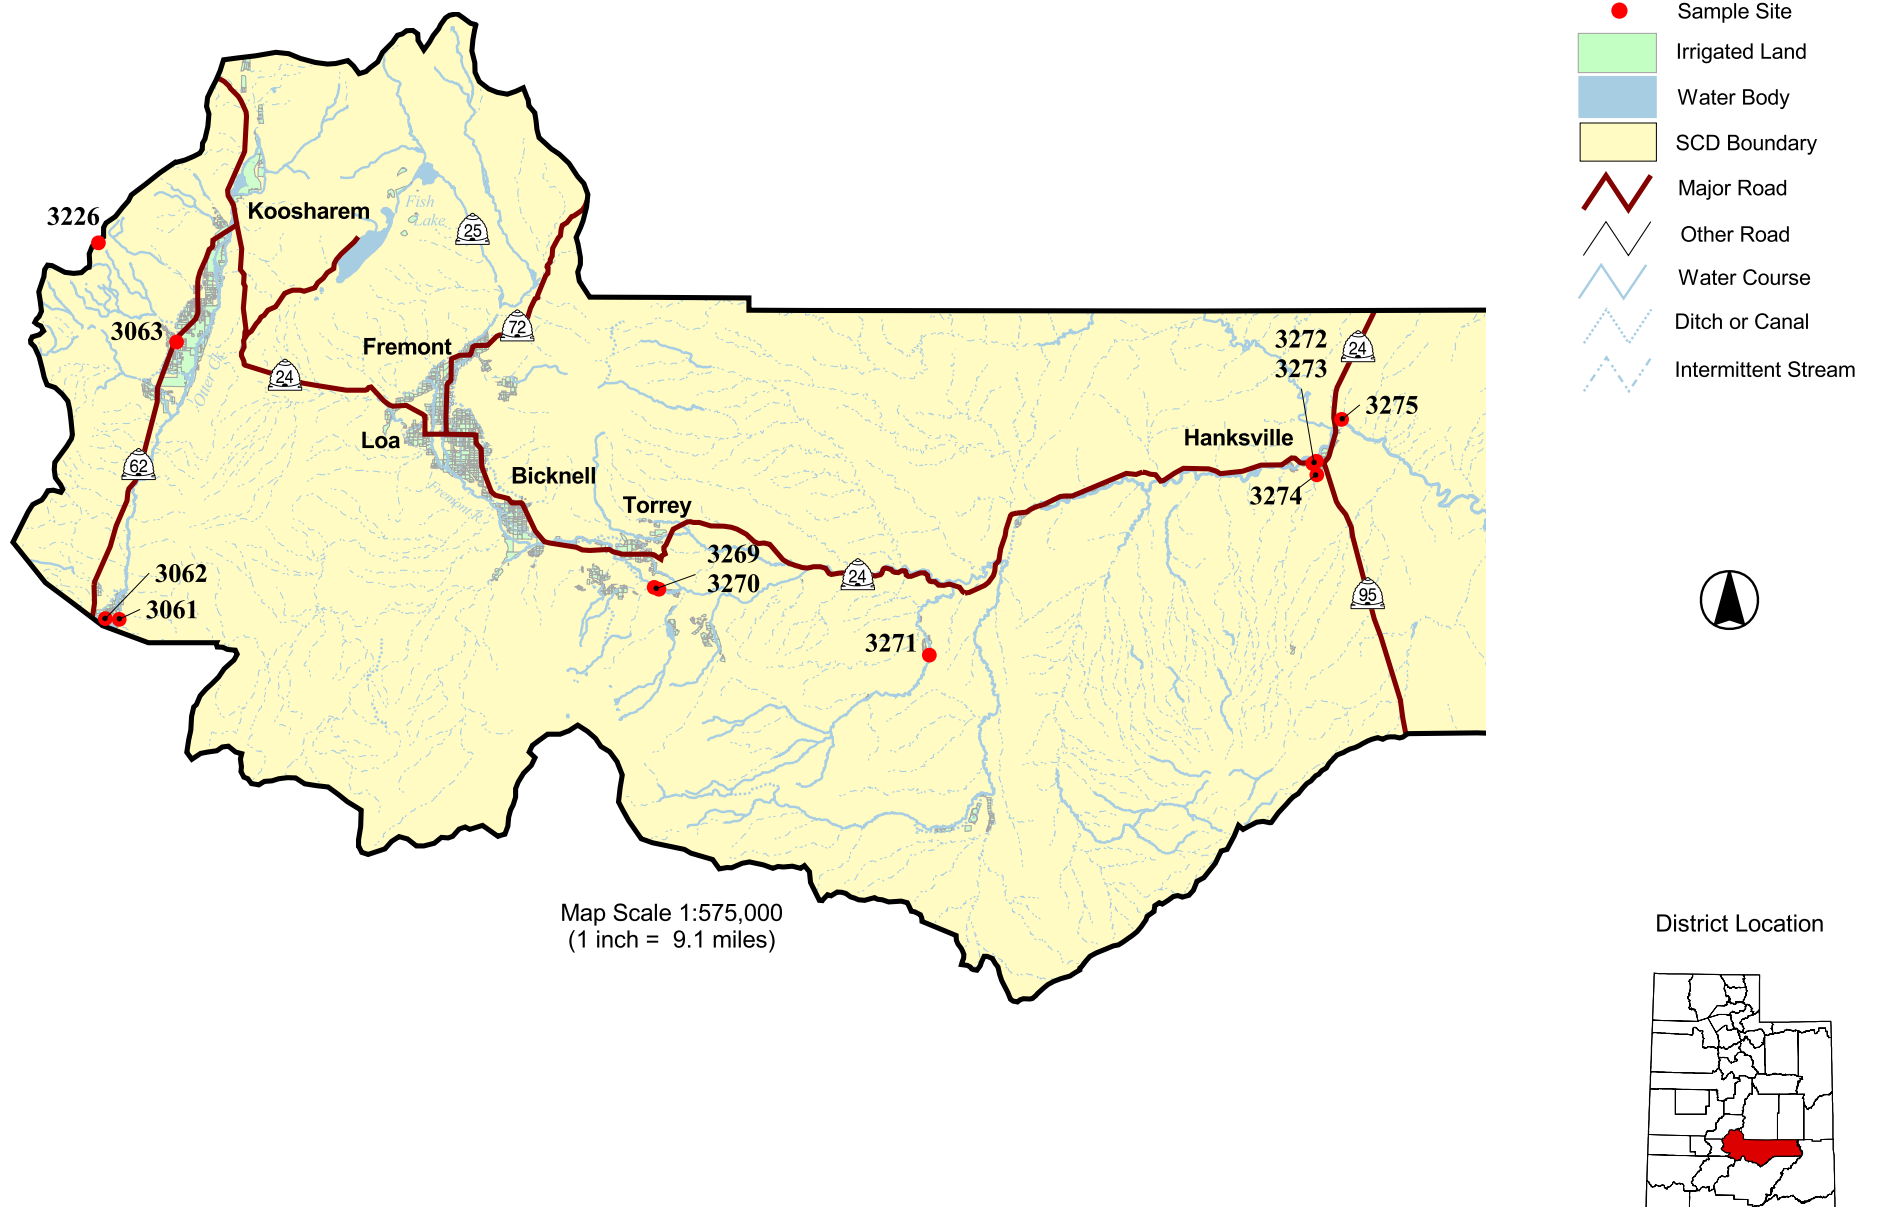 Sample Site
Irrigated Land
Water Body
SCD Boundary
Major Road
Other Road
Water Course
Ditch or Canal
Intermittent Stream
3226
Koosharem
Fish
Lake
25
3063
72
Fremont
24
Otter Cr.
Loa
62
Bicknell
Fremont R.
Torrey
3269
3270
24
3062
3061
3271
3272
3273
24
3275
Hanksville
3274
95
Map Scale 1:575,000
(1 inch = 9.1 miles)
District Location